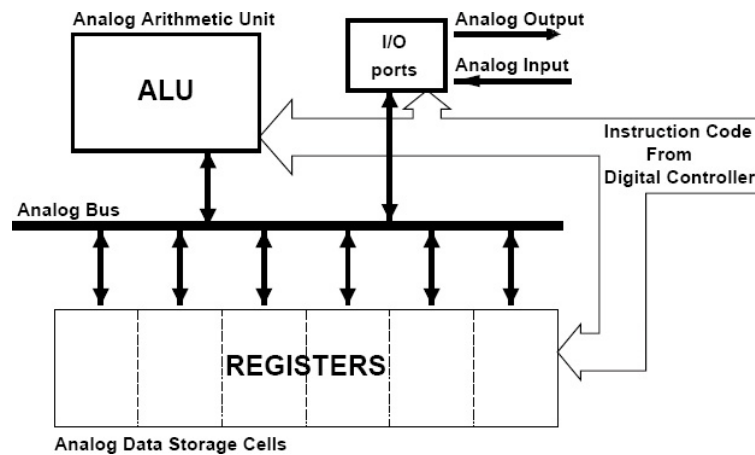 Analog Arithmetic Unit
ALU
I/O
ports
Analog Output
Analog Input
Instruction Code
From
Digital Controller
Analog Bus
REGISTERS
Analog Data Storage Cells